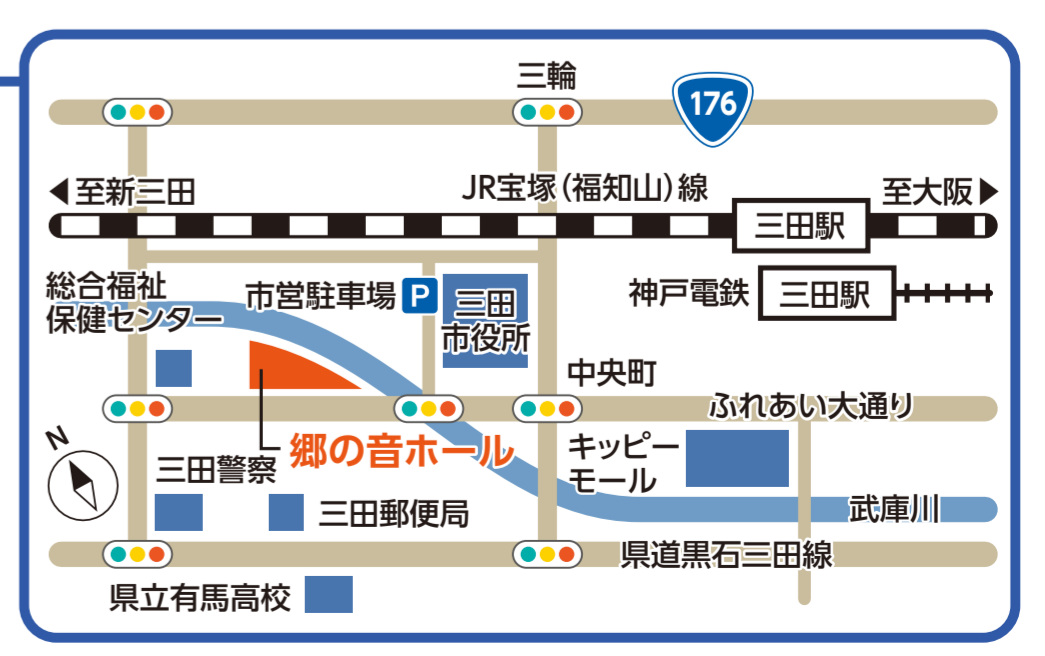 三輪
176
至新三田
JR宝塚(福知山)線
至大阪
三田駅
総合福祉
保健センター
市営駐車場
P
三田
市役所
神戸電鉄
三田駅
中央町
ふれあい大通り
N
郷の音ホール
キッピー
モール
三田警察
三田郵便局
武庫川
県道黒石三田線
県立有馬高校